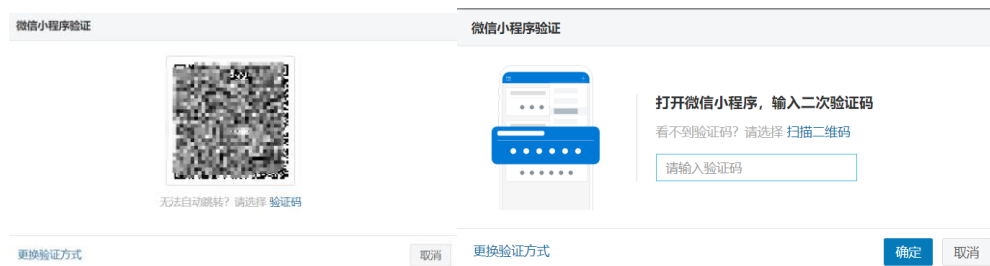 微信小程序验证
无法自动跳转？请选择 验证码
更换验证方式
取消
微信小程序验证
打开微信小程序，输入二次验证码
看不到验证码？请选择 扫描二维码
请输入验证码
更换验证方式
确定
取消